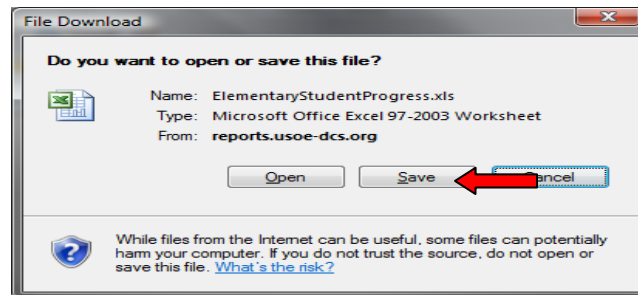 File Download
Do you want to open or save this file?
Name: ElementaryStudentProgress.xls
Type: Microsoft Office Excel 97-2003 Worksheet
From: reports.usoe-dcs.org
Open Save Cancel
While files from the Internet can be useful, some files can potentially
harm your computer. If you do not trust the source, do not open or
save this file. What's the risk?